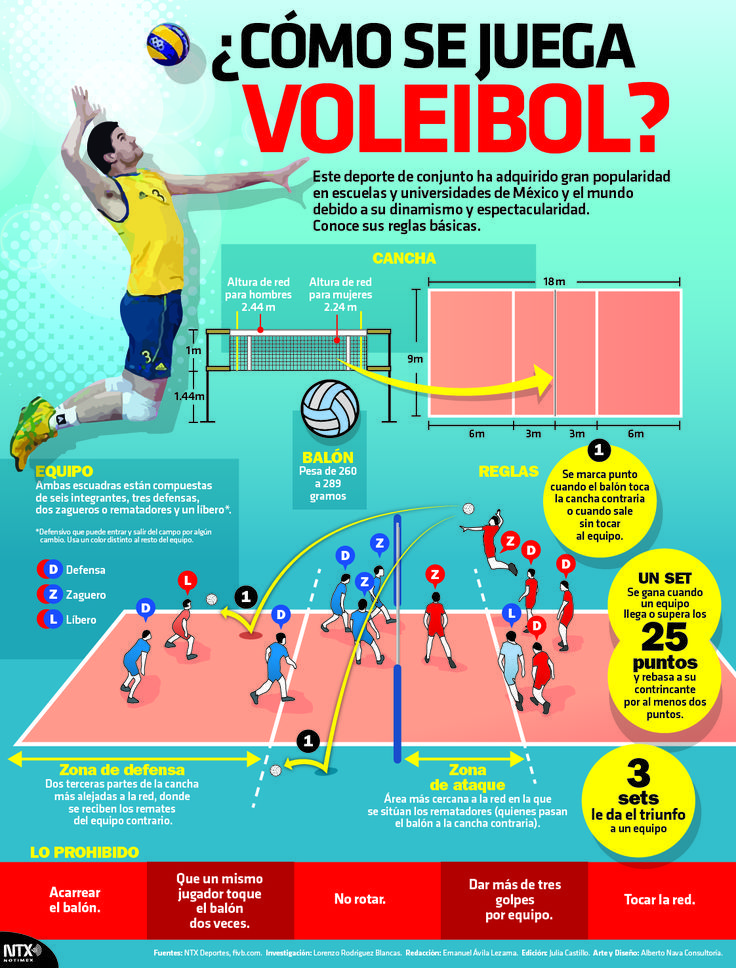 ¿CÓMO SE JUEGA
VOLEIBOL?
Este deporte de conjunto ha adquirido gran popularidad
en escuelas y universidades de México y el mundo
debido a su dinamismo y espectacularidad.
Conoce sus reglas básicas.
CANCHA
Altura de red
para hombres
2.44 m
Altura de red
para mujeres
2.24 m
1m
1.44m
18m
9m
6m
3m
3m
6m
BALÓN
Pesa de 260
a 289
gramos
EQUIPO
Ambas escuadras están compuestas
de seis integrantes, tres defensas,
dos zagueros o rematadores y un líbero*.
*Defensivo que puede entrar y salir del campo por algún
cambio. Usa un color distinto al resto del equipo.
D Defensa
Z Zaguero
L Líbero
REGLAS
1
Se marca punto
cuando el balón toca
la cancha contraria
o cuando sale
sin tocar
al equipo.
UN SET
Se gana cuando
un equipo
llega o supera los
25
puntos
y rebasa a su
contrincante
por al menos dos
puntos.
3
sets
le da el triunfo
a un equipo
D
L
1
D
D
Z
Z
Z
Z
D
D
L
D
1
3
3
Zona de defensa
Dos terceras partes de la cancha
más alejadas a la red, donde
se reciben los remates
del equipo contrario.
Zona
de ataque
Área más cercana a la red en la que
se sitúan los rematadores (quienes pasan
el balón a la cancha contraria).
LO PROHIBIDO
Acarrear
el balón.
Que un mismo
jugador toque
el balón
dos veces.
No rotar.
Dar más de tres
golpes
por equipo.
Tocar la red.
NTX
NOTIMEX
Fuentes: NTX Deportes, fivb.com. Investigación: Lorenzo Rodríguez Blancas. Redacción: Emanuel Ávila Lezama. Edición: Julia Castillo. Arte y Diseño: Alberto Nava Consultoría.